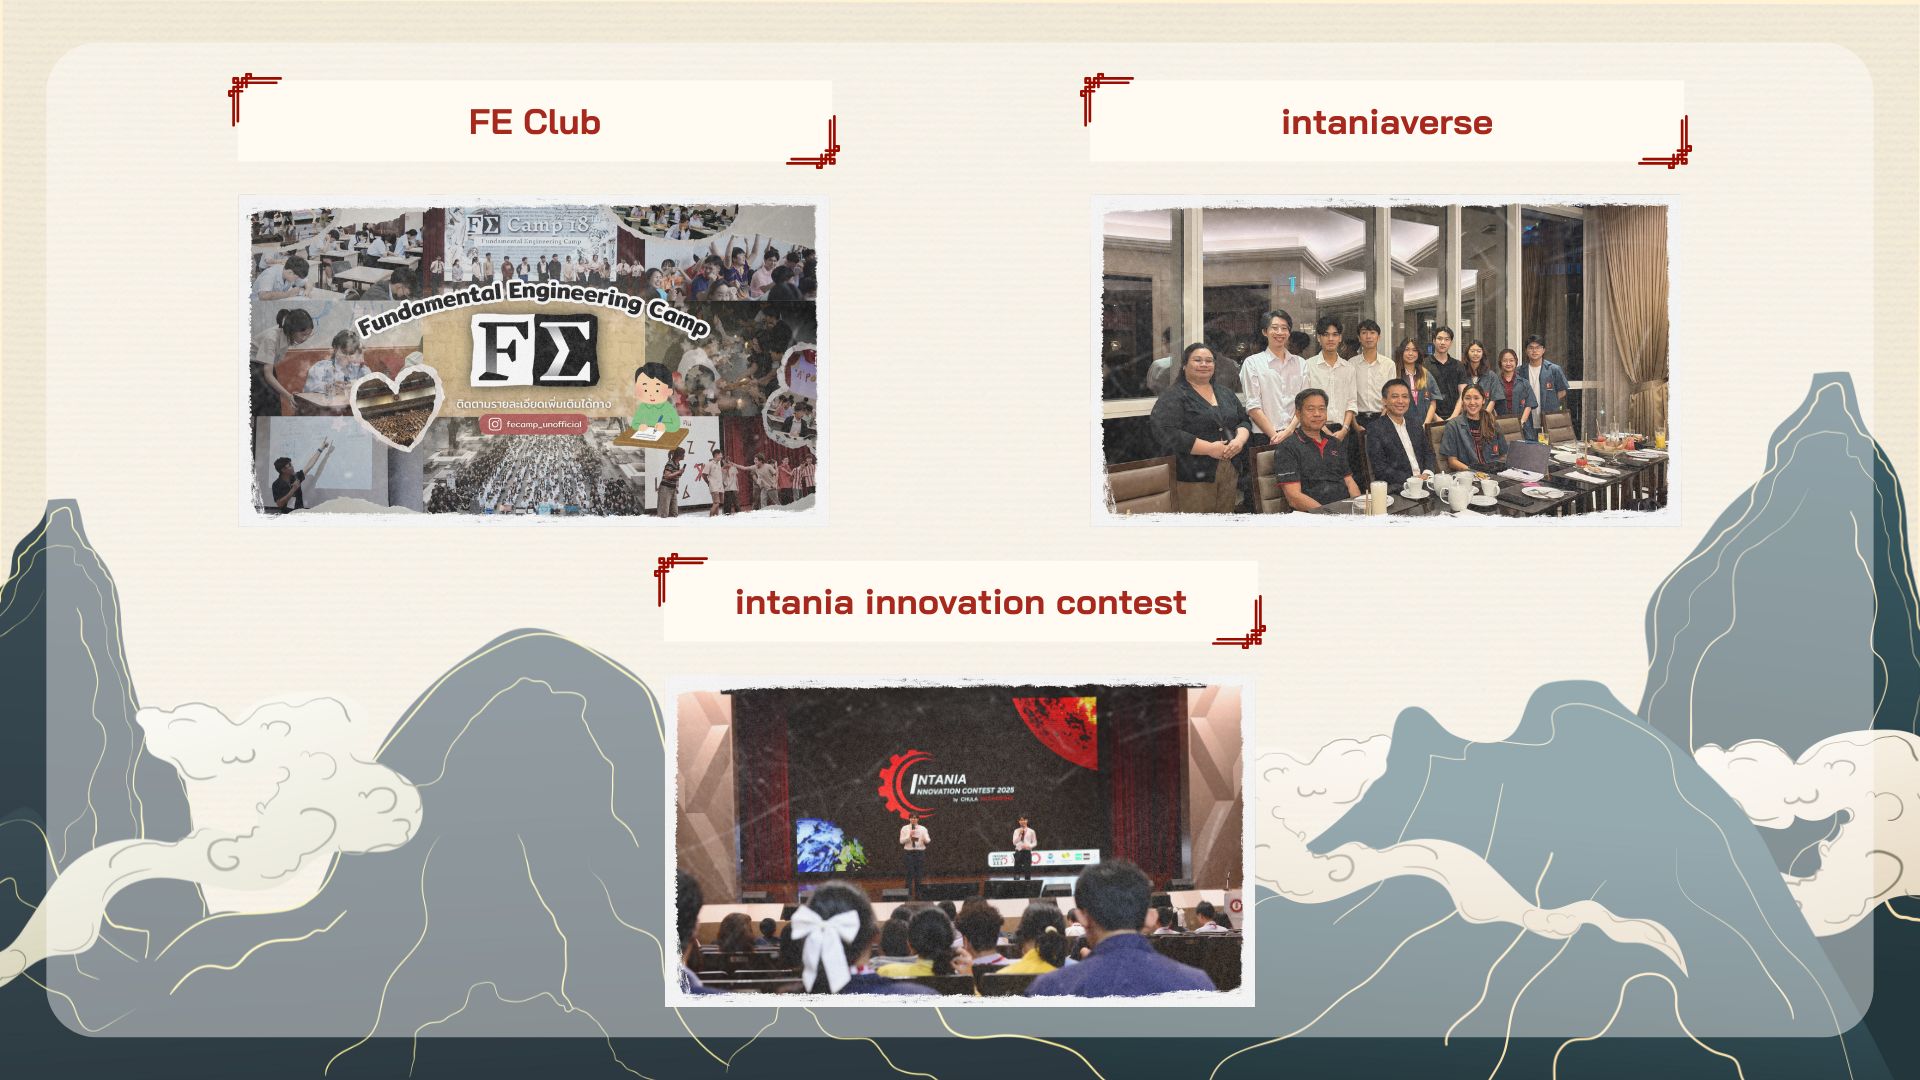 FE Club
intaniaverse
FΣ Camp 18
Fundamental Engineering Camp
Fundamental Engineering Camp
FΣ
ติดตามรายละเอียดเพิ่มเติมได้ทาง
fecamp_unofficial
intania innovation contest
INTANIA
INNOVATION CONTEST 2025
by CHULA